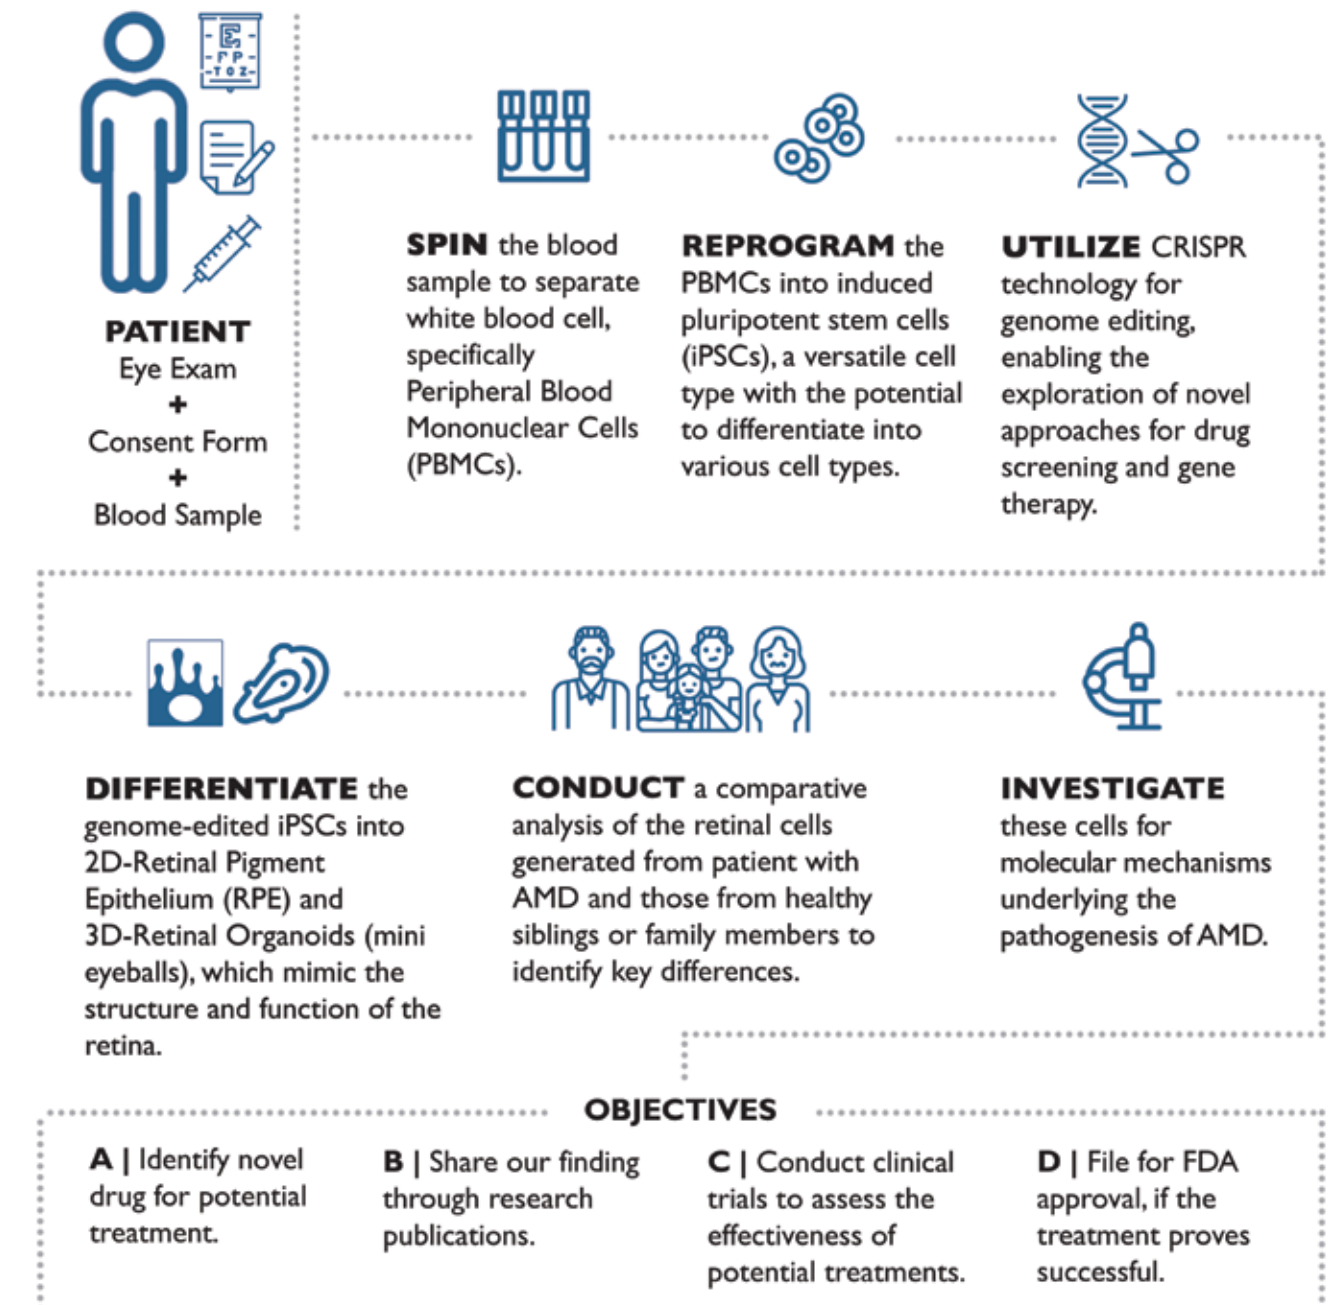 E
F P
T O Z
PATIENT
Eye Exam
+
Consent Form
+
Blood Sample
SPIN the blood
sample to separate
white blood cell,
specifically
Peripheral Blood
Mononuclear Cells
(PBMCs).
REPROGRAM the
PBMCs into induced
pluripotent stem cells
(iPSCs), a versatile cell
type with the potential
to differentiate into
various cell types.
UTILIZE CRISPR
technology for
genome editing,
enabling the
exploration of novel
approaches for drug
screening and gene
therapy.
DIFFERENTIATE the
genome-edited iPSCs into
2D-Retinal Pigment
Epithelium (RPE) and
3D-Retinal Organoids (mini
eyeballs), which mimic the
structure and function of the
retina.
CONDUCT a comparative
analysis of the retinal cells
generated from patient with
AMD and those from healthy
siblings or family members to
identify key differences.
INVESTIGATE
these cells for
molecular mechanisms
underlying the
pathogenesis of AMD.
OBJECTIVES
A | Identify novel
drug for potential
treatment.
B | Share our finding
through research
publications.
C | Conduct clinical
trials to assess the
effectiveness of
potential treatments.
D | File for FDA
approval, if the
treatment proves
successful.